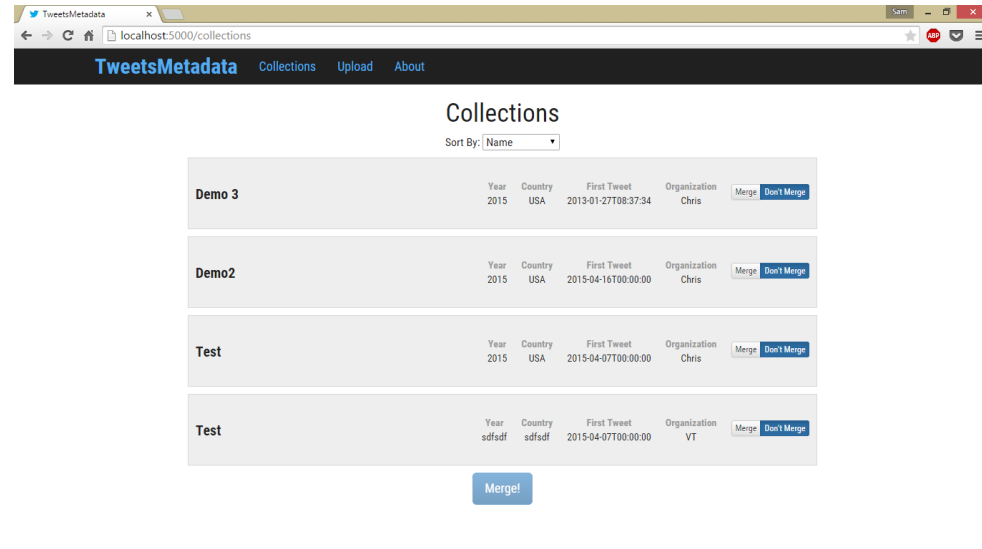 TweetsMetadata
Sam
localhost:5000/collections
ABP
TweetsMetadata Collections Upload About
Collections
Sort By: Name
Demo 3
Year Country First Tweet Organization
2015 USA 2013-01-27T08:37:34 Chris
Merge Don't Merge
Demo2
Year Country First Tweet Organization
2015 USA 2015-04-16T00:00:00 Chris
Merge Don't Merge
Test
Year Country First Tweet Organization
2015 USA 2015-04-07T00:00:00 Chris
Merge Don't Merge
Test
Year Country First Tweet Organization
sdfsdf sdfsdf 2015-04-07T00:00:00 VT
Merge Don't Merge
Merge!